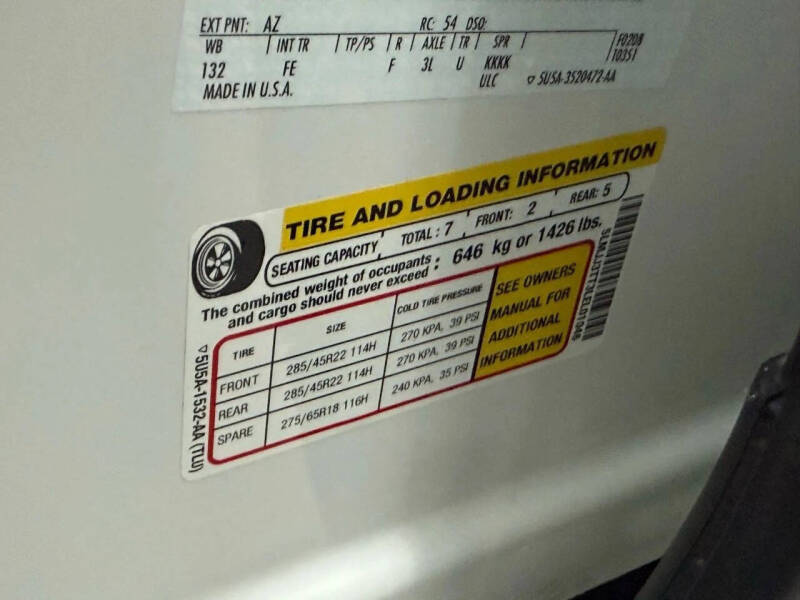 EXT PNT: AZ RC: 54 DSO:
WB INT TR TP/PS R AXLE TR SPR F0208
132 FE F 3L U KKKK 10351
MADE IN U.S.A. ULC ▽ 5U5A-3520472-AA
TIRE AND LOADING INFORMATION
SEATING CAPACITY TOTAL: 7 FRONT: 2 REAR: 5
The combined weight of occupants
and cargo should never exceed : 646 kg or 1426 lbs.
TIRE SIZE COLD TIRE PRESSURE
FRONT 285/45R22 114H 270 KPA, 39 PSI
REAR 285/45R22 114H 270 KPA, 39 PSI
SPARE 275/65R18 116H 240 KPA, 35 PSI
SEE OWNERS
MANUAL FOR
ADDITIONAL
INFORMATION
▽5U5A-1532-AA (TLU)